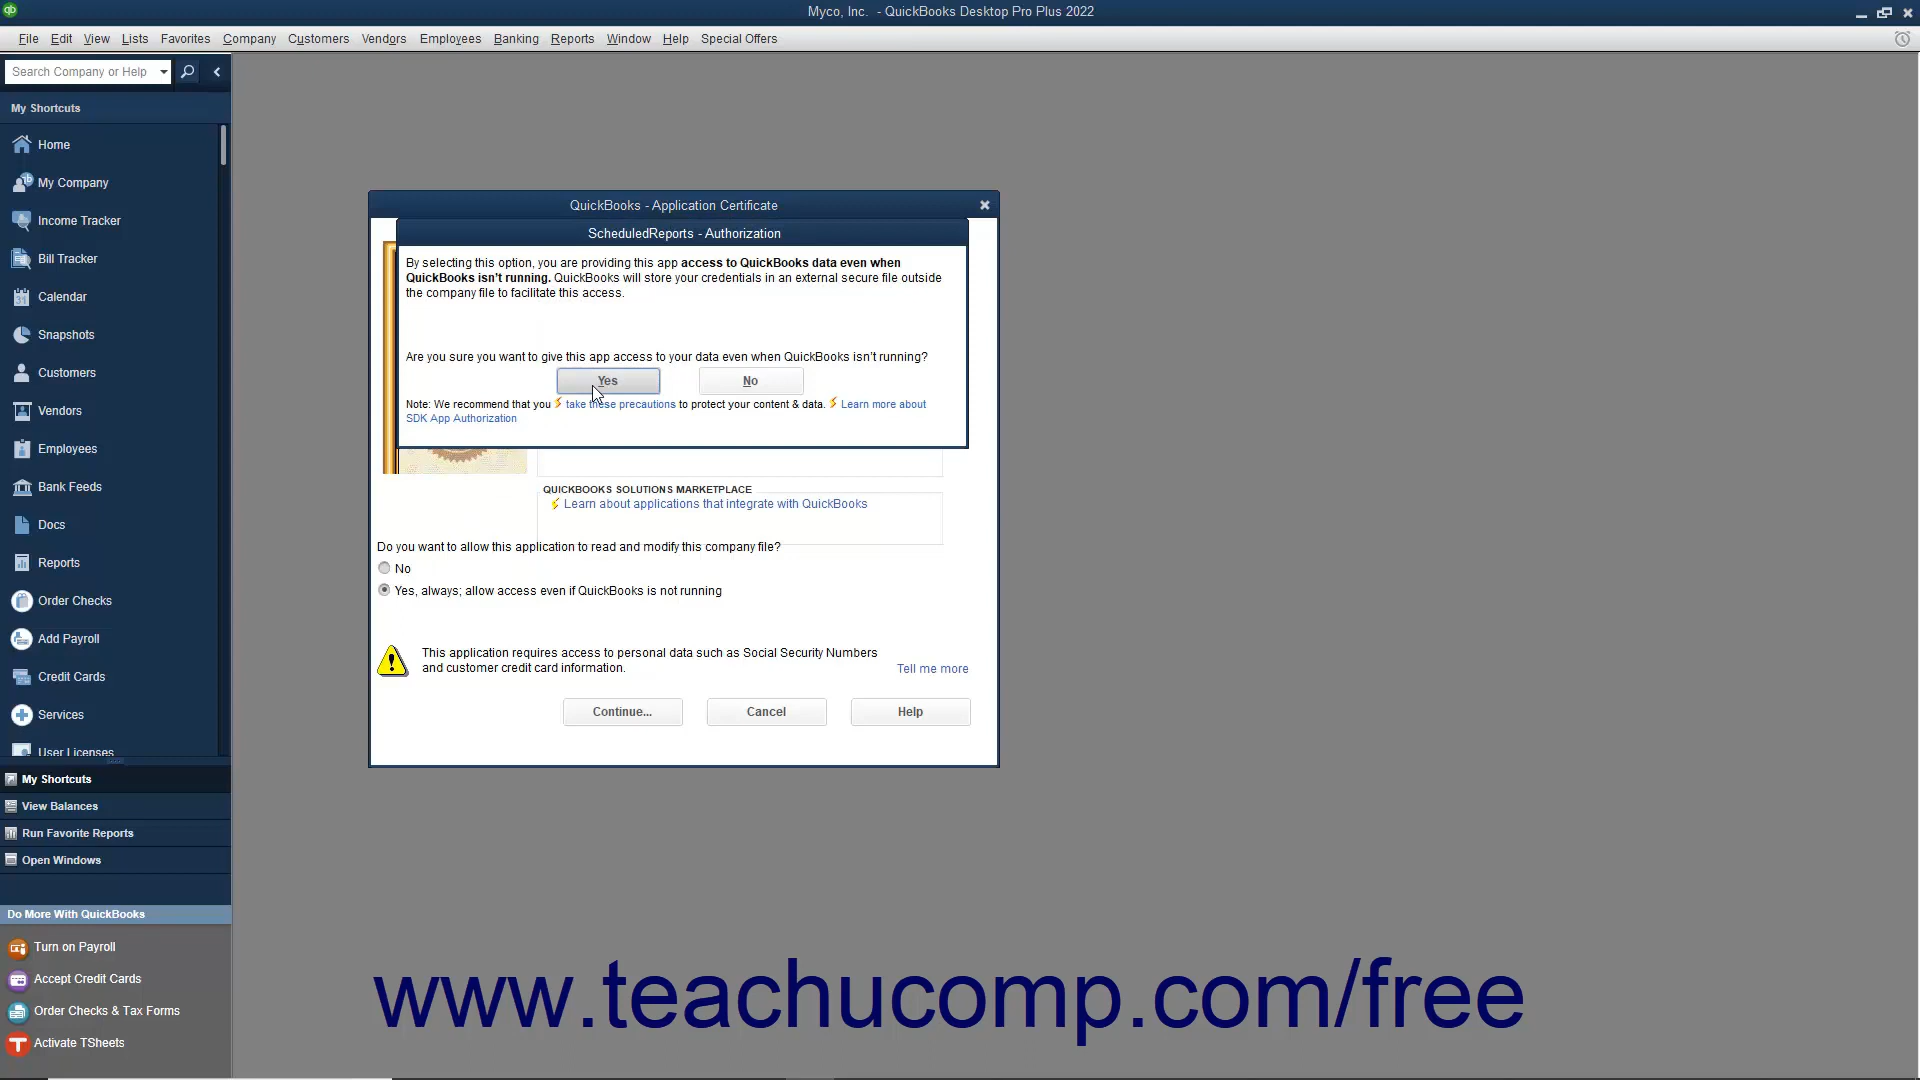 Myco, Inc. - QuickBooks Desktop Pro Plus 2022
File Edit View Lists Favorites Company Customers Vendors Employees Banking Reports Window Help Special Offers
Search Company or Help
My Shortcuts
Home
My Company
Income Tracker
Bill Tracker
Calendar
Snapshots
Customers
Vendors
Employees
Bank Feeds
Docs
Reports
Order Checks
Add Payroll
Credit Cards
Services
User Licenses
My Shortcuts
View Balances
Run Favorite Reports
Open Windows
Do More With QuickBooks
Turn on Payroll
Accept Credit Cards
Order Checks & Tax Forms
Activate TSheets
QuickBooks - Application Certificate
ScheduledReports - Authorization
By selecting this option, you are providing this app access to QuickBooks data even when
QuickBooks isn't running. QuickBooks will store your credentials in an external secure file outside
the company file to facilitate this access.
Are you sure you want to give this app access to your data even when QuickBooks isn't running?
Yes No
Note: We recommend that you take these precautions to protect your content & data. Learn more about
SDK App Authorization
QUICKBOOKS SOLUTIONS MARKETPLACE
Learn about applications that integrate with QuickBooks
Do you want to allow this application to read and modify this company file?
No
Yes, always; allow access even if QuickBooks is not running
This application requires access to personal data such as Social Security Numbers
and customer credit card information.
Tell me more
Continue... Cancel Help
www.teachucomp.com/free